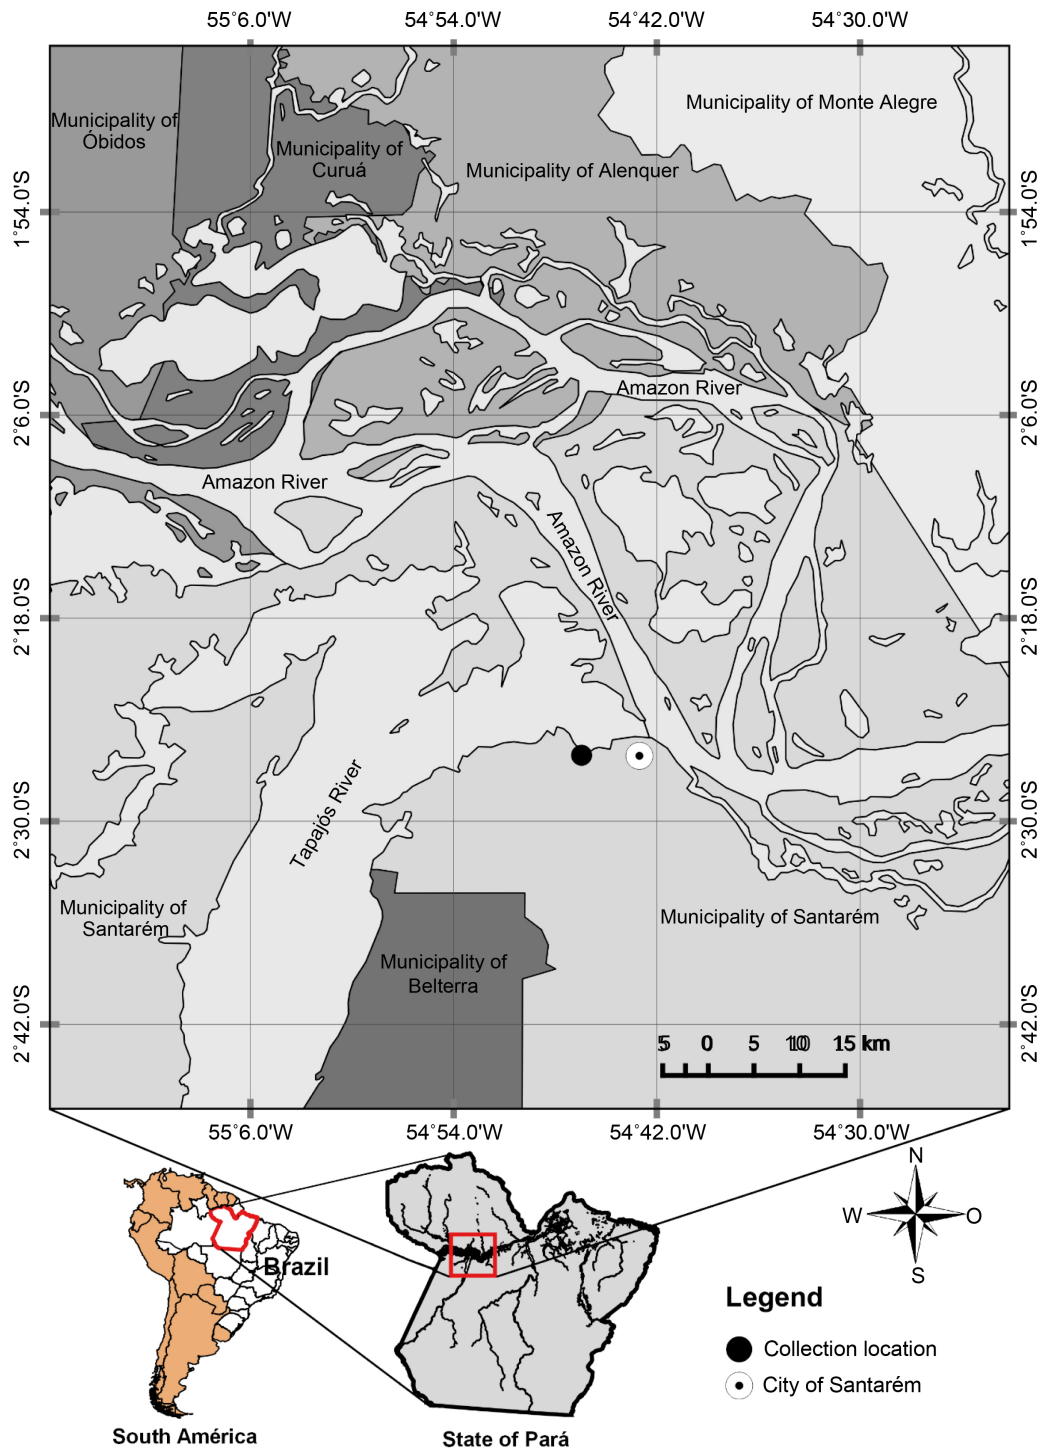 55°6.0'W 54°54.0'W 54°42.0'W 54°30.0'W
Municipality of Monte Alegre
Municipality of
Óbidos
Municipality of
Curuá
Municipality of Alenquer
1°54.0'S
1°54.0'S
Amazon River
2°6.0'S
2°6.0'S
Amazon River
Amazon River
2°18.0'S
2°18.0'S
Tapajós River
2°30.0'S
2°30.0'S
Municipality of
Santarém
Municipality of Santarém
Municipality of
Belterra
2°42.0'S
2°42.0'S
5 0 5 10 15 km
55°6.0'W 54°54.0'W 54°42.0'W 54°30.0'W
N
W O
S
Brazil
Legend
Collection location
City of Santarém
South América
State of Pará